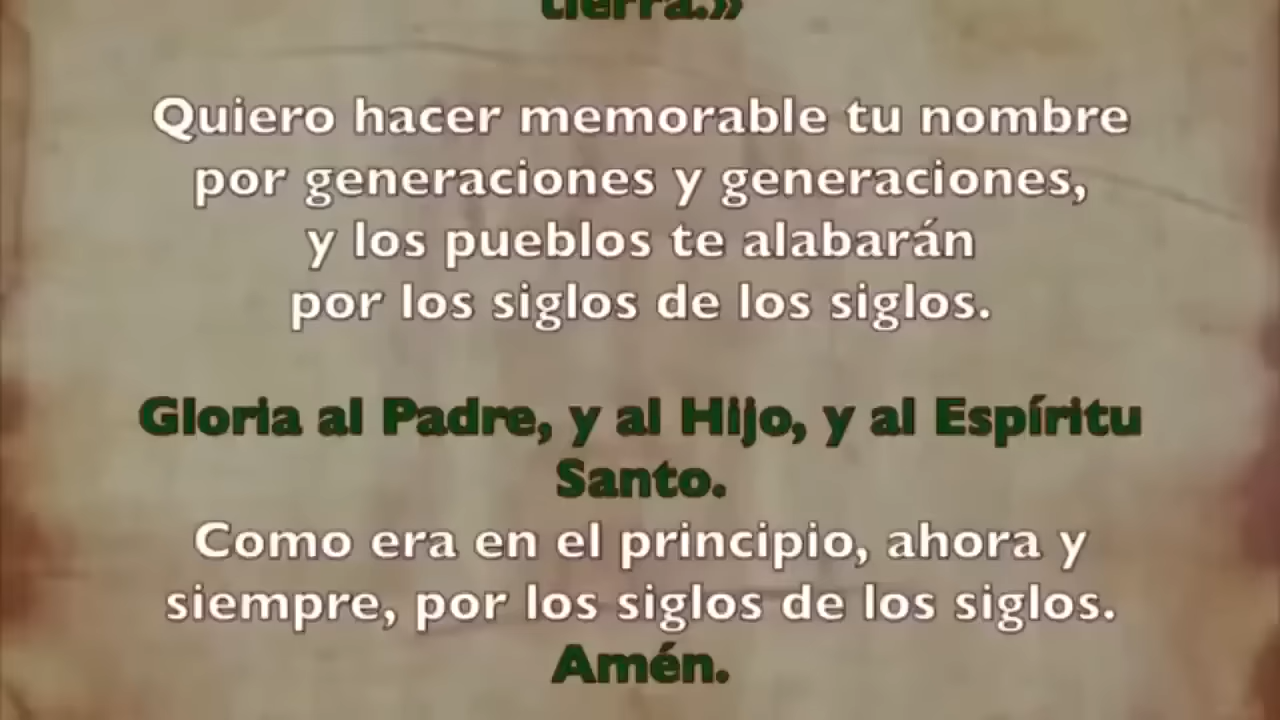 tierra.»
Quiero hacer memorable tu nombre
por generaciones y generaciones,
y los pueblos te alabarán
por los siglos de los siglos.
Gloria al Padre, y al Hijo, y al Espíritu
Santo.
Como era en el principio, ahora y
siempre, por los siglos de los siglos.
Amén.